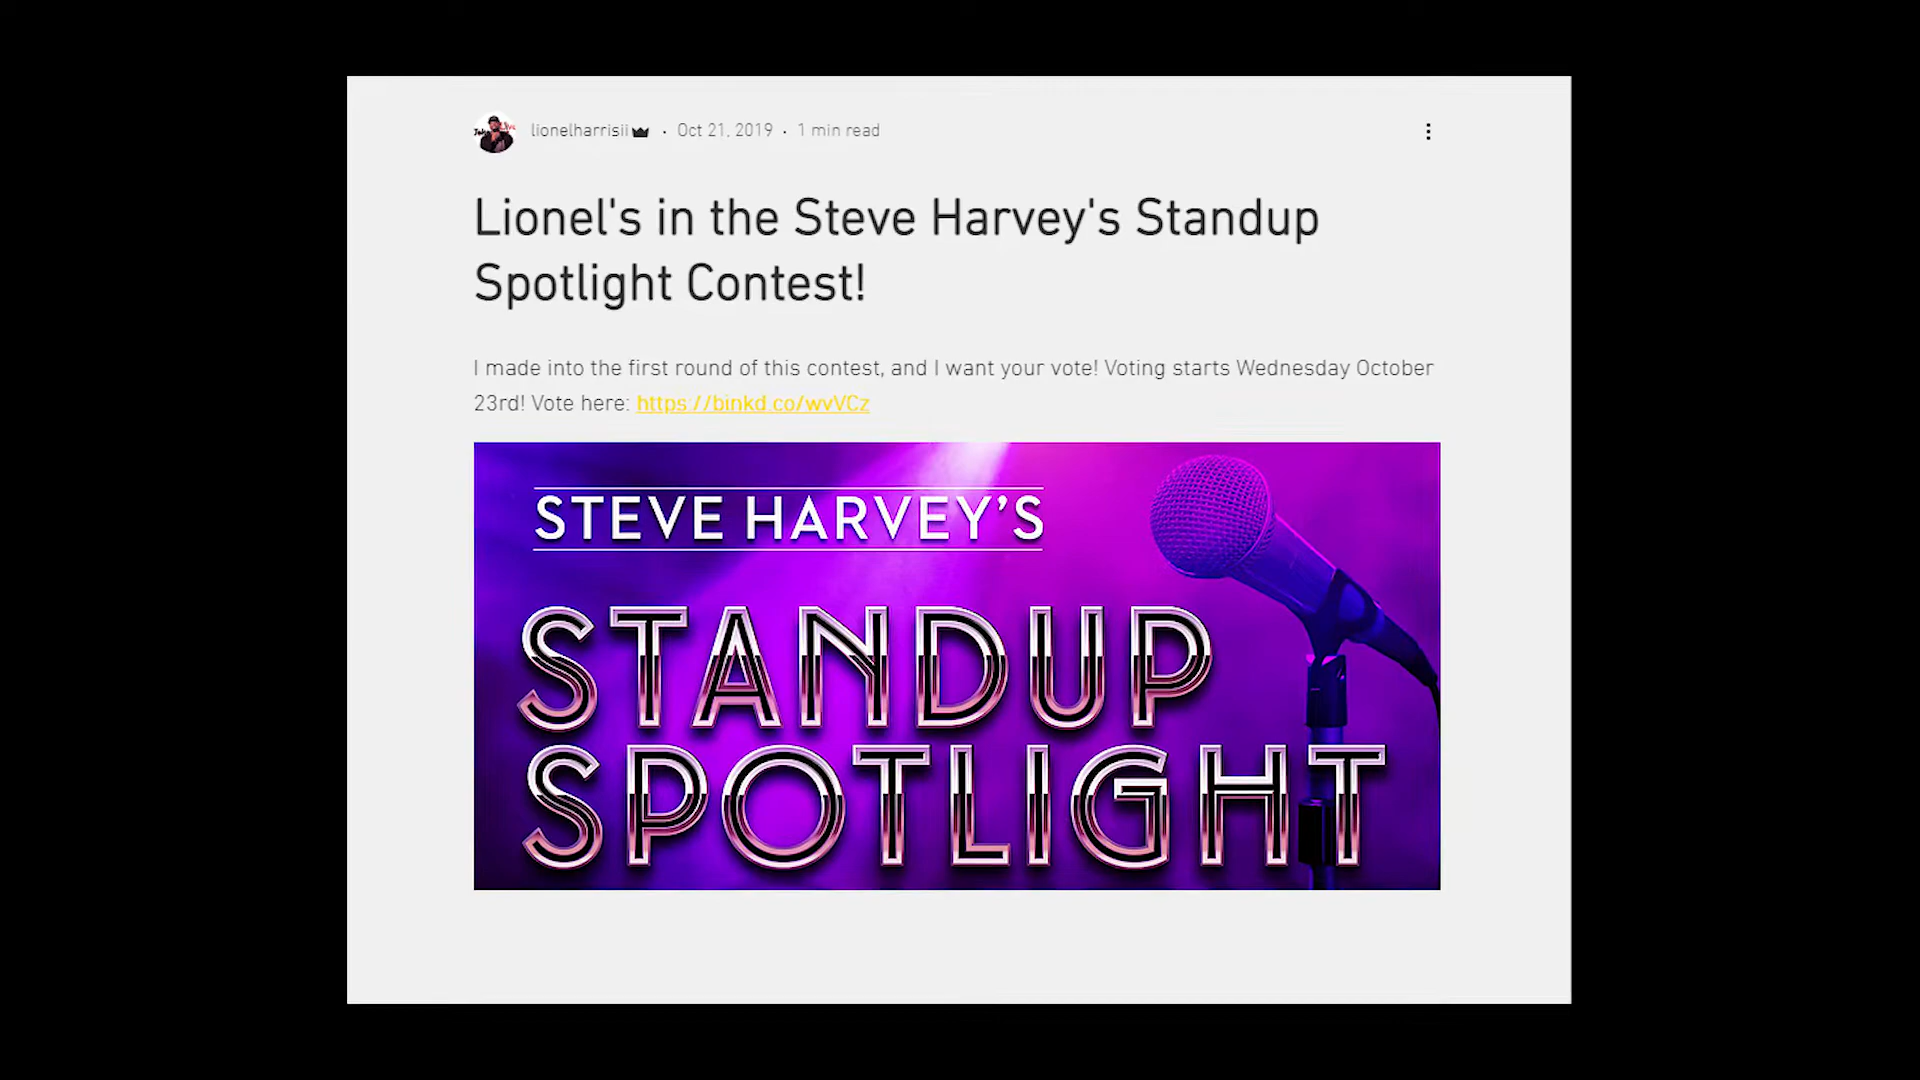 lionelharrisii · Oct 21, 2019 · 1 min read
Lionel's in the Steve Harvey's Standup
Spotlight Contest!
I made into the first round of this contest, and I want your vote! Voting starts Wednesday October
23rd! Vote here: https://binkd.co/wvVCz
STEVE HARVEY'S
STANDUP
SPOTLIGHT